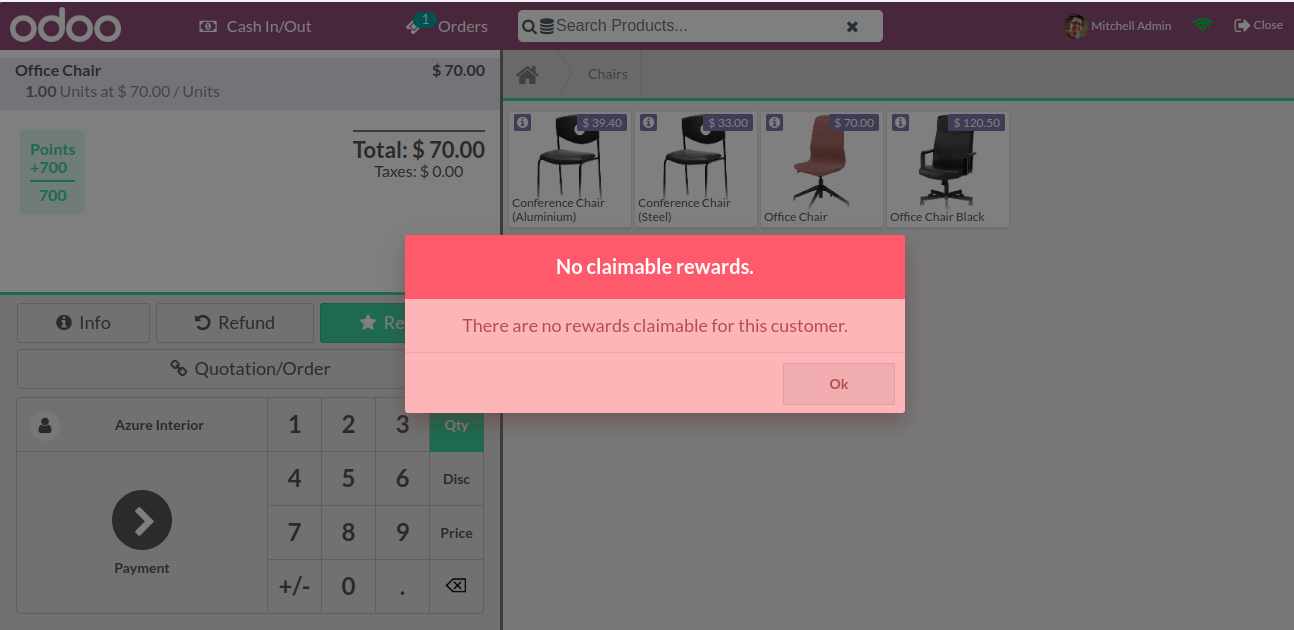 odoo
Cash In/Out
1
Orders
Search Products...
Mitchell Admin
Close
Office Chair $ 70.00
1.00 Units at $ 70.00 / Units
Points
+700
700
Total: $ 70.00
Taxes: $ 0.00
Chairs
$ 39.40
Conference Chair
(Aluminium)
$ 33.00
Conference Chair
(Steel)
$ 70.00
Office Chair
$ 120.50
Office Chair Black
No claimable rewards.
There are no rewards claimable for this customer.
Ok
Info
Refund
Re
Quotation/Order
Azure Interior
Payment
1 2 3 Qty
4 5 6 Disc
7 8 9 Price
+/- 0 .